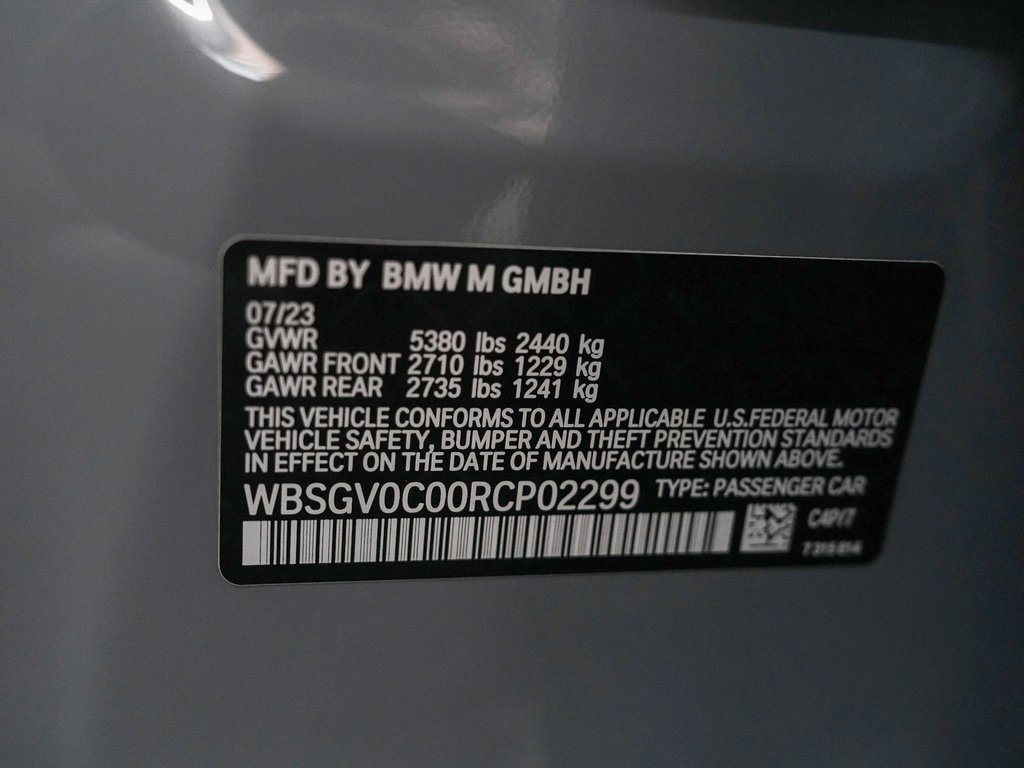 MFD BY BMW M GMBH
07/23
GVWR 5380 lbs 2440 kg
GAWR FRONT 2710 lbs 1229 kg
GAWR REAR 2735 lbs 1241 kg
THIS VEHICLE CONFORMS TO ALL APPLICABLE U.S.FEDERAL MOTOR
VEHICLE SAFETY, BUMPER AND THEFT PREVENTION STANDARDS
IN EFFECT ON THE DATE OF MANUFACTURE SHOWN ABOVE.
WBSGV0C00RCP02299 TYPE: PASSENGER CAR